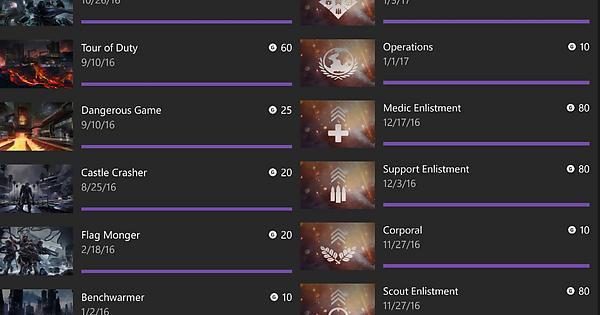 10/26/16
Tour of Duty
G 60
9/10/16
Dangerous Game
G 25
9/10/16
Castle Crasher
G 20
8/25/16
Flag Monger
G 20
2/18/16
Benchwarmer
G 10
1/2/16
1/3/17
Operations
G 10
1/1/17
Medic Enlistment
G 80
12/17/16
Support Enlistment
G 80
12/3/16
Corporal
G 10
11/27/16
Scout Enlistment
G 80
11/27/16